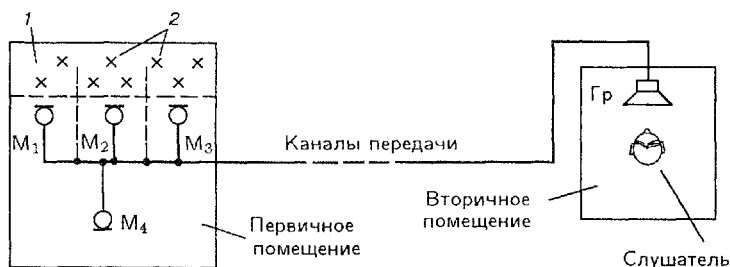 1
2
M₁
M₂
M₃
M₄
Каналы передачи
Первичное
помещение
Гр
Вторичное
помещение
Слушатель